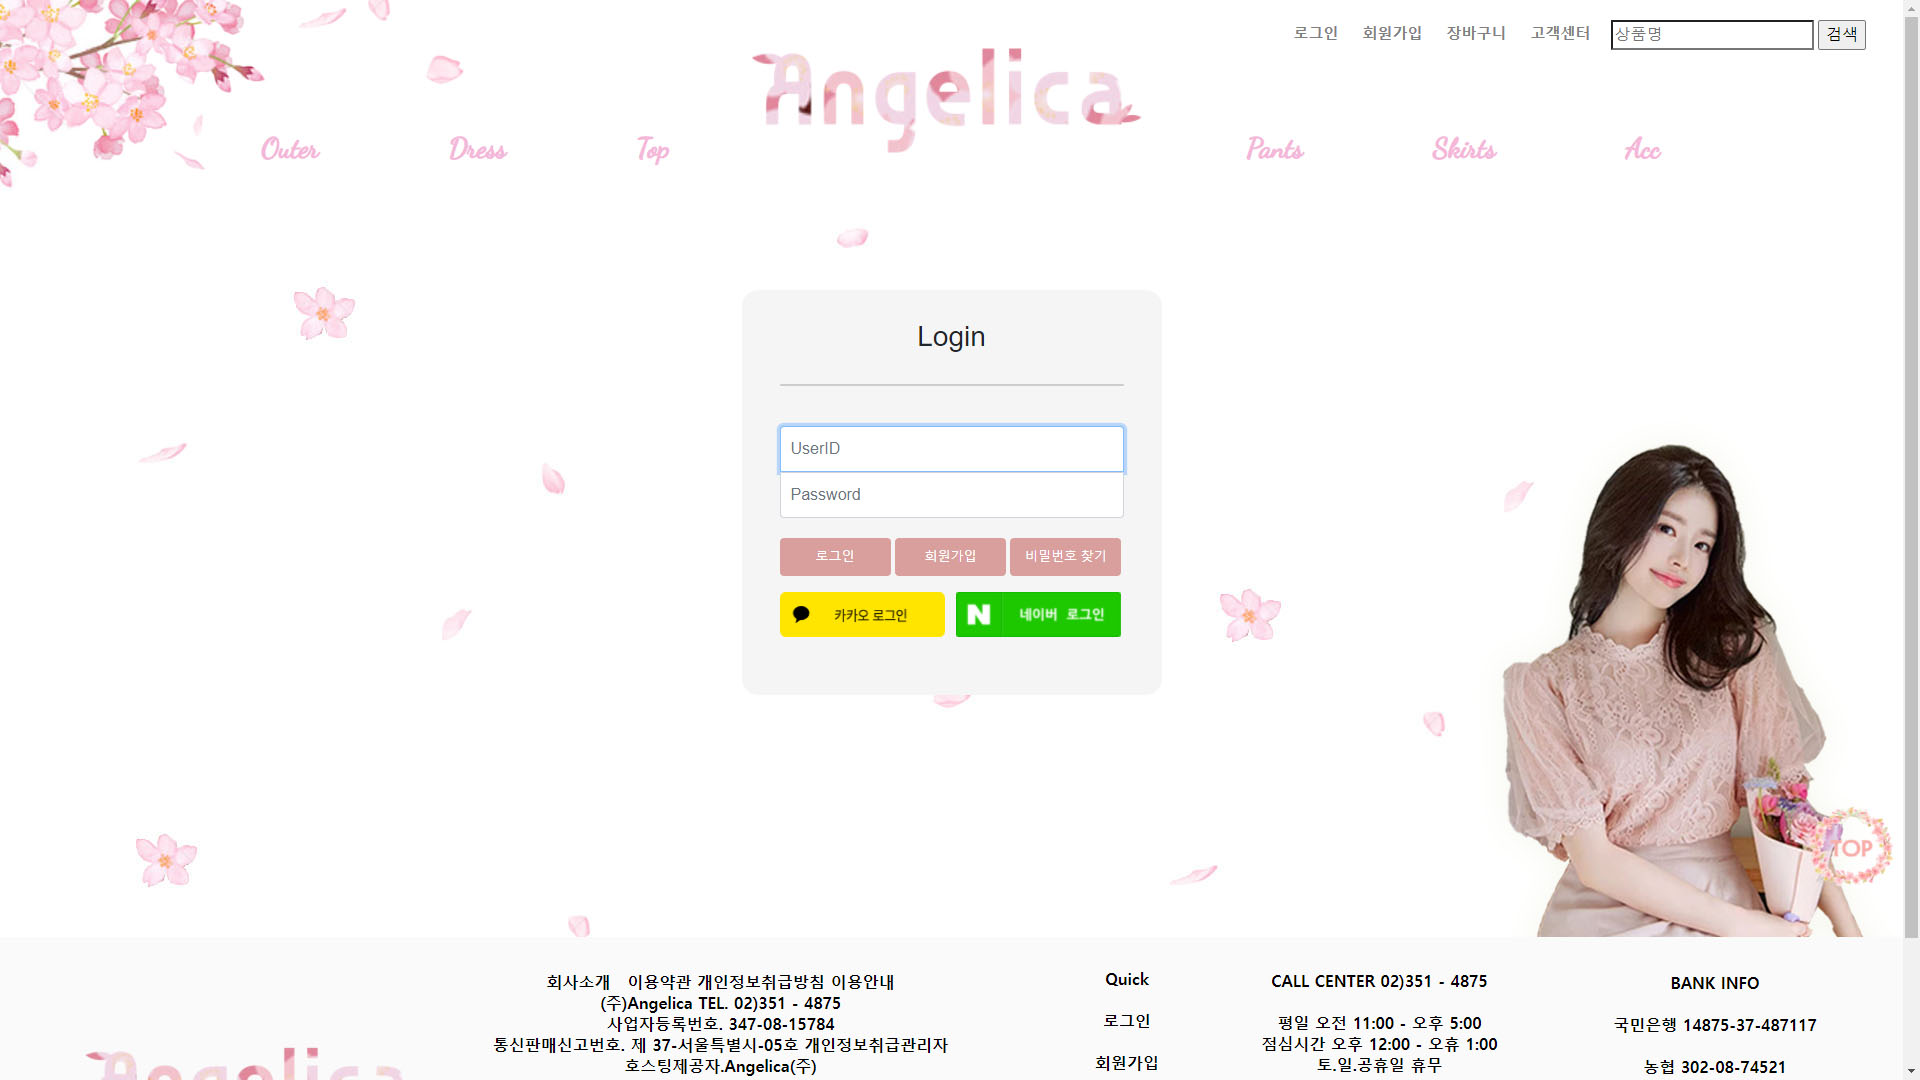 로그인 회원가입 장바구니 고객센터 상품명 검색
Angelica
Outer Dress Top Pants Skirts Acc
Login
UserID
Password
로그인 회원가입 비밀번호 찾기
카카오 로그인 네이버 로그인
TOP
회사소개 이용약관 개인정보취급방침 이용안내
(주)Angelica TEL. 02)351 - 4875
사업자등록번호. 347-08-15784
통신판매신고번호. 제 37-서울특별시-05호 개인정보취급관리자
호스팅제공자.Angelica(주)
Quick
로그인
회원가입
CALL CENTER 02)351 - 4875
평일 오전 11:00 - 오후 5:00
점심시간 오후 12:00 - 오휴 1:00
토.일.공휴일 휴무
BANK INFO
국민은행 14875-37-487117
농협 302-08-74521
Angelica